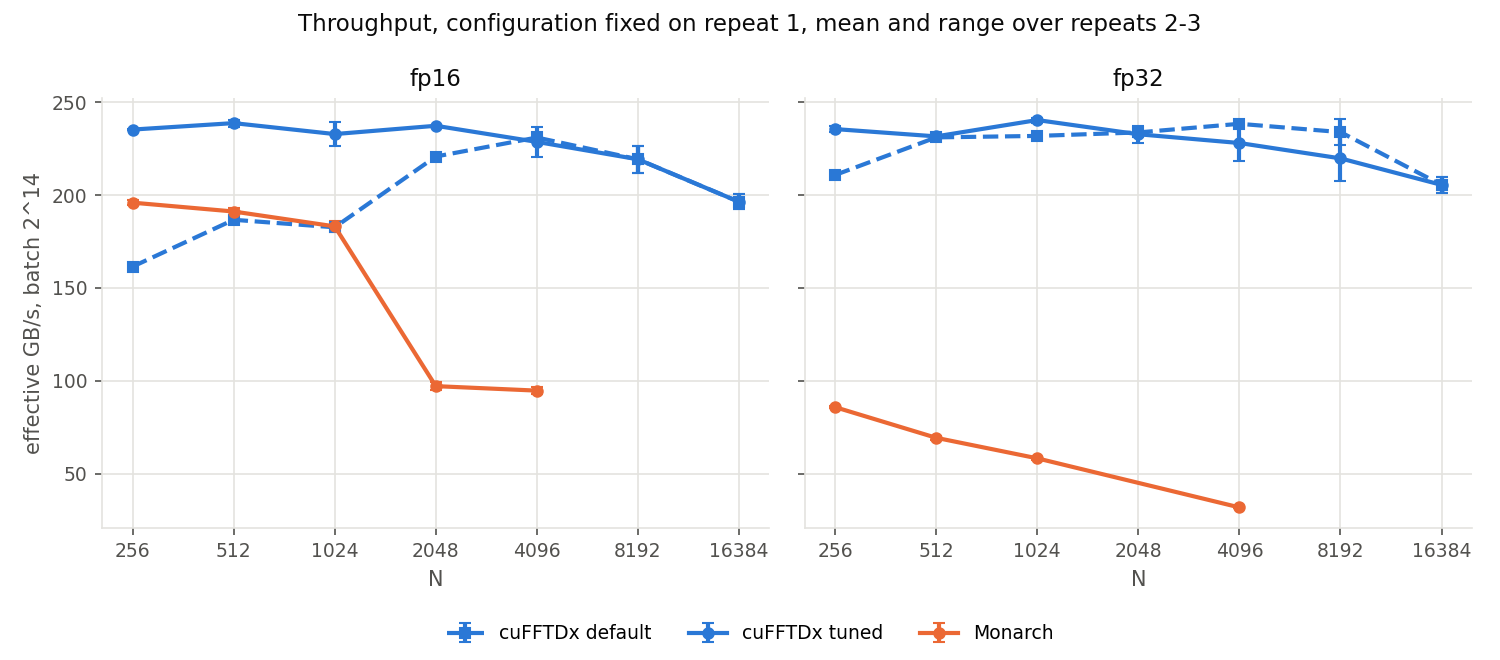 Throughput, configuration fixed on repeat 1, mean and range over repeats 2-3
fp16
fp32
effective GB/s, batch 2^14
250
200
150
100
50
256 512 1024 2048 4096 8192 16384
256 512 1024 2048 4096 8192 16384
N
N
cuFFTDx default
cuFFTDx tuned
Monarch